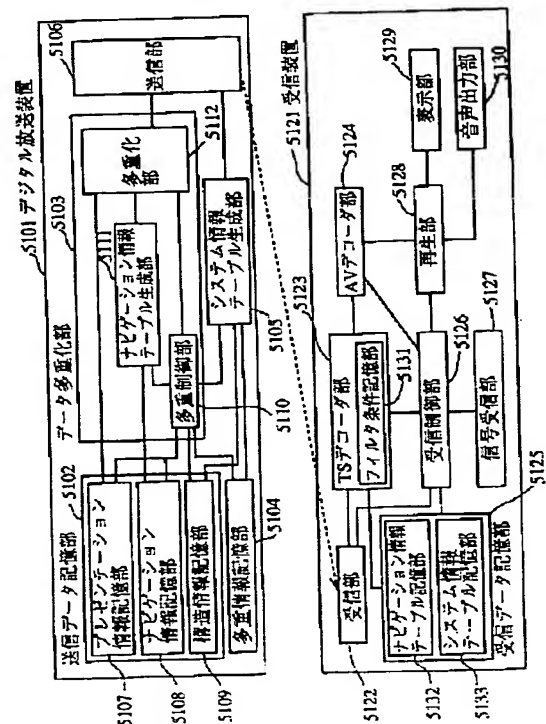 5101 デジタル放送装置
5106
送信部
5112
5103
多重化
部
5111
ナビゲーション情報
テーブル生成部
システム情報
テーブル生成部
5105
データ多重化部
多重制御部
5110
5102
送信データ記憶部
プレゼンテーション
情報記憶部
ナビゲーション
情報記憶部
構造情報記憶部
多重情報記憶部
5104
5107
5108
5109
5121 受信装置
5129
表示部
5130
音声出力部
5124
AVデコーダ部
5128
再生部
5123
TSデコーダ部
5131
フィルタ条件記憶部
受信制御部
5126
信号受信部
5127
5125
受信部
5122
ナビゲーション情報
テーブル記憶部
システム情報
テーブル記憶部
受信データ記憶部
5132
5133